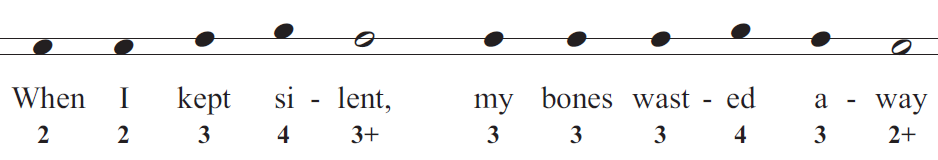 When I kept si - lent, my bones wast - ed a - way
2 2 3 4 3+ 3 3 3 4 3 2+